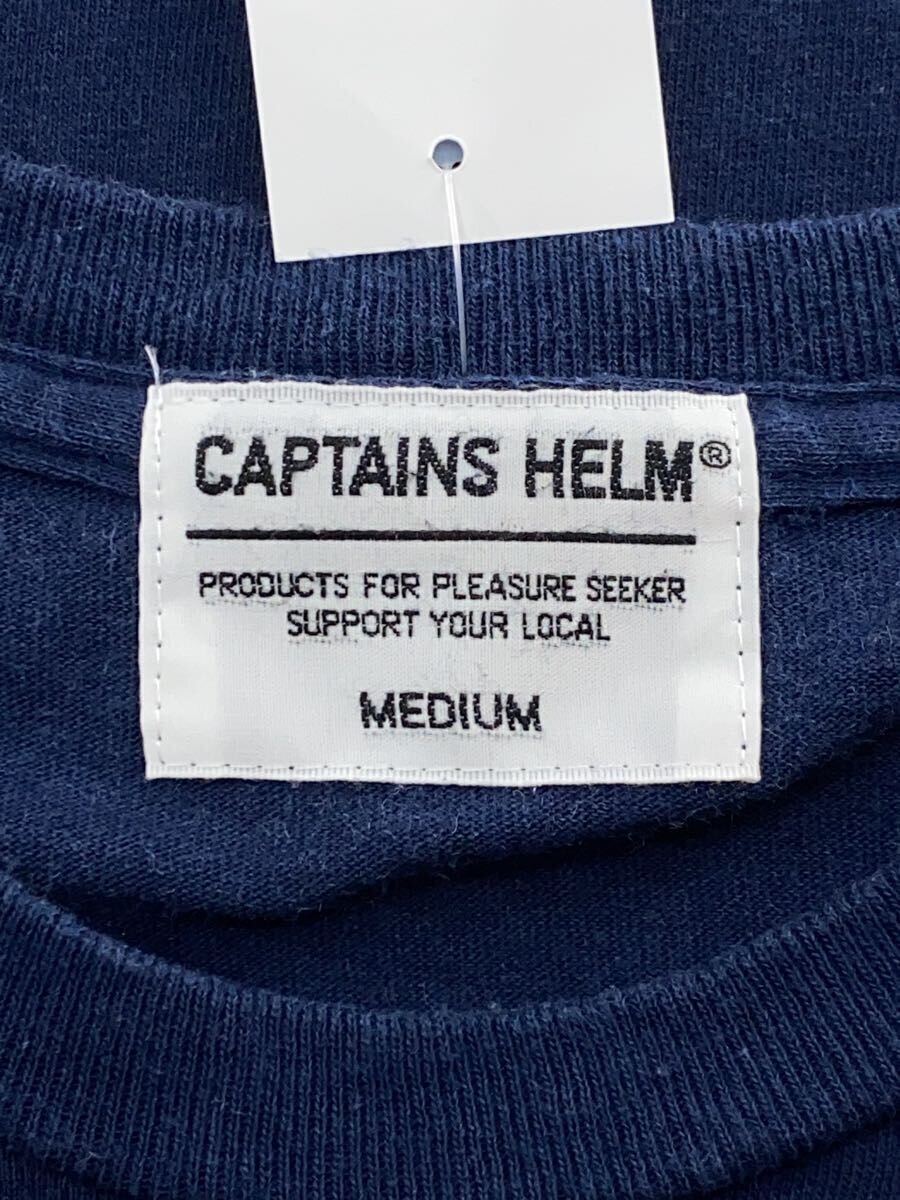 CAPTAINS HELM®
PRODUCTS FOR PLEASURE SEEKER
SUPPORT YOUR LOCAL
MEDIUM